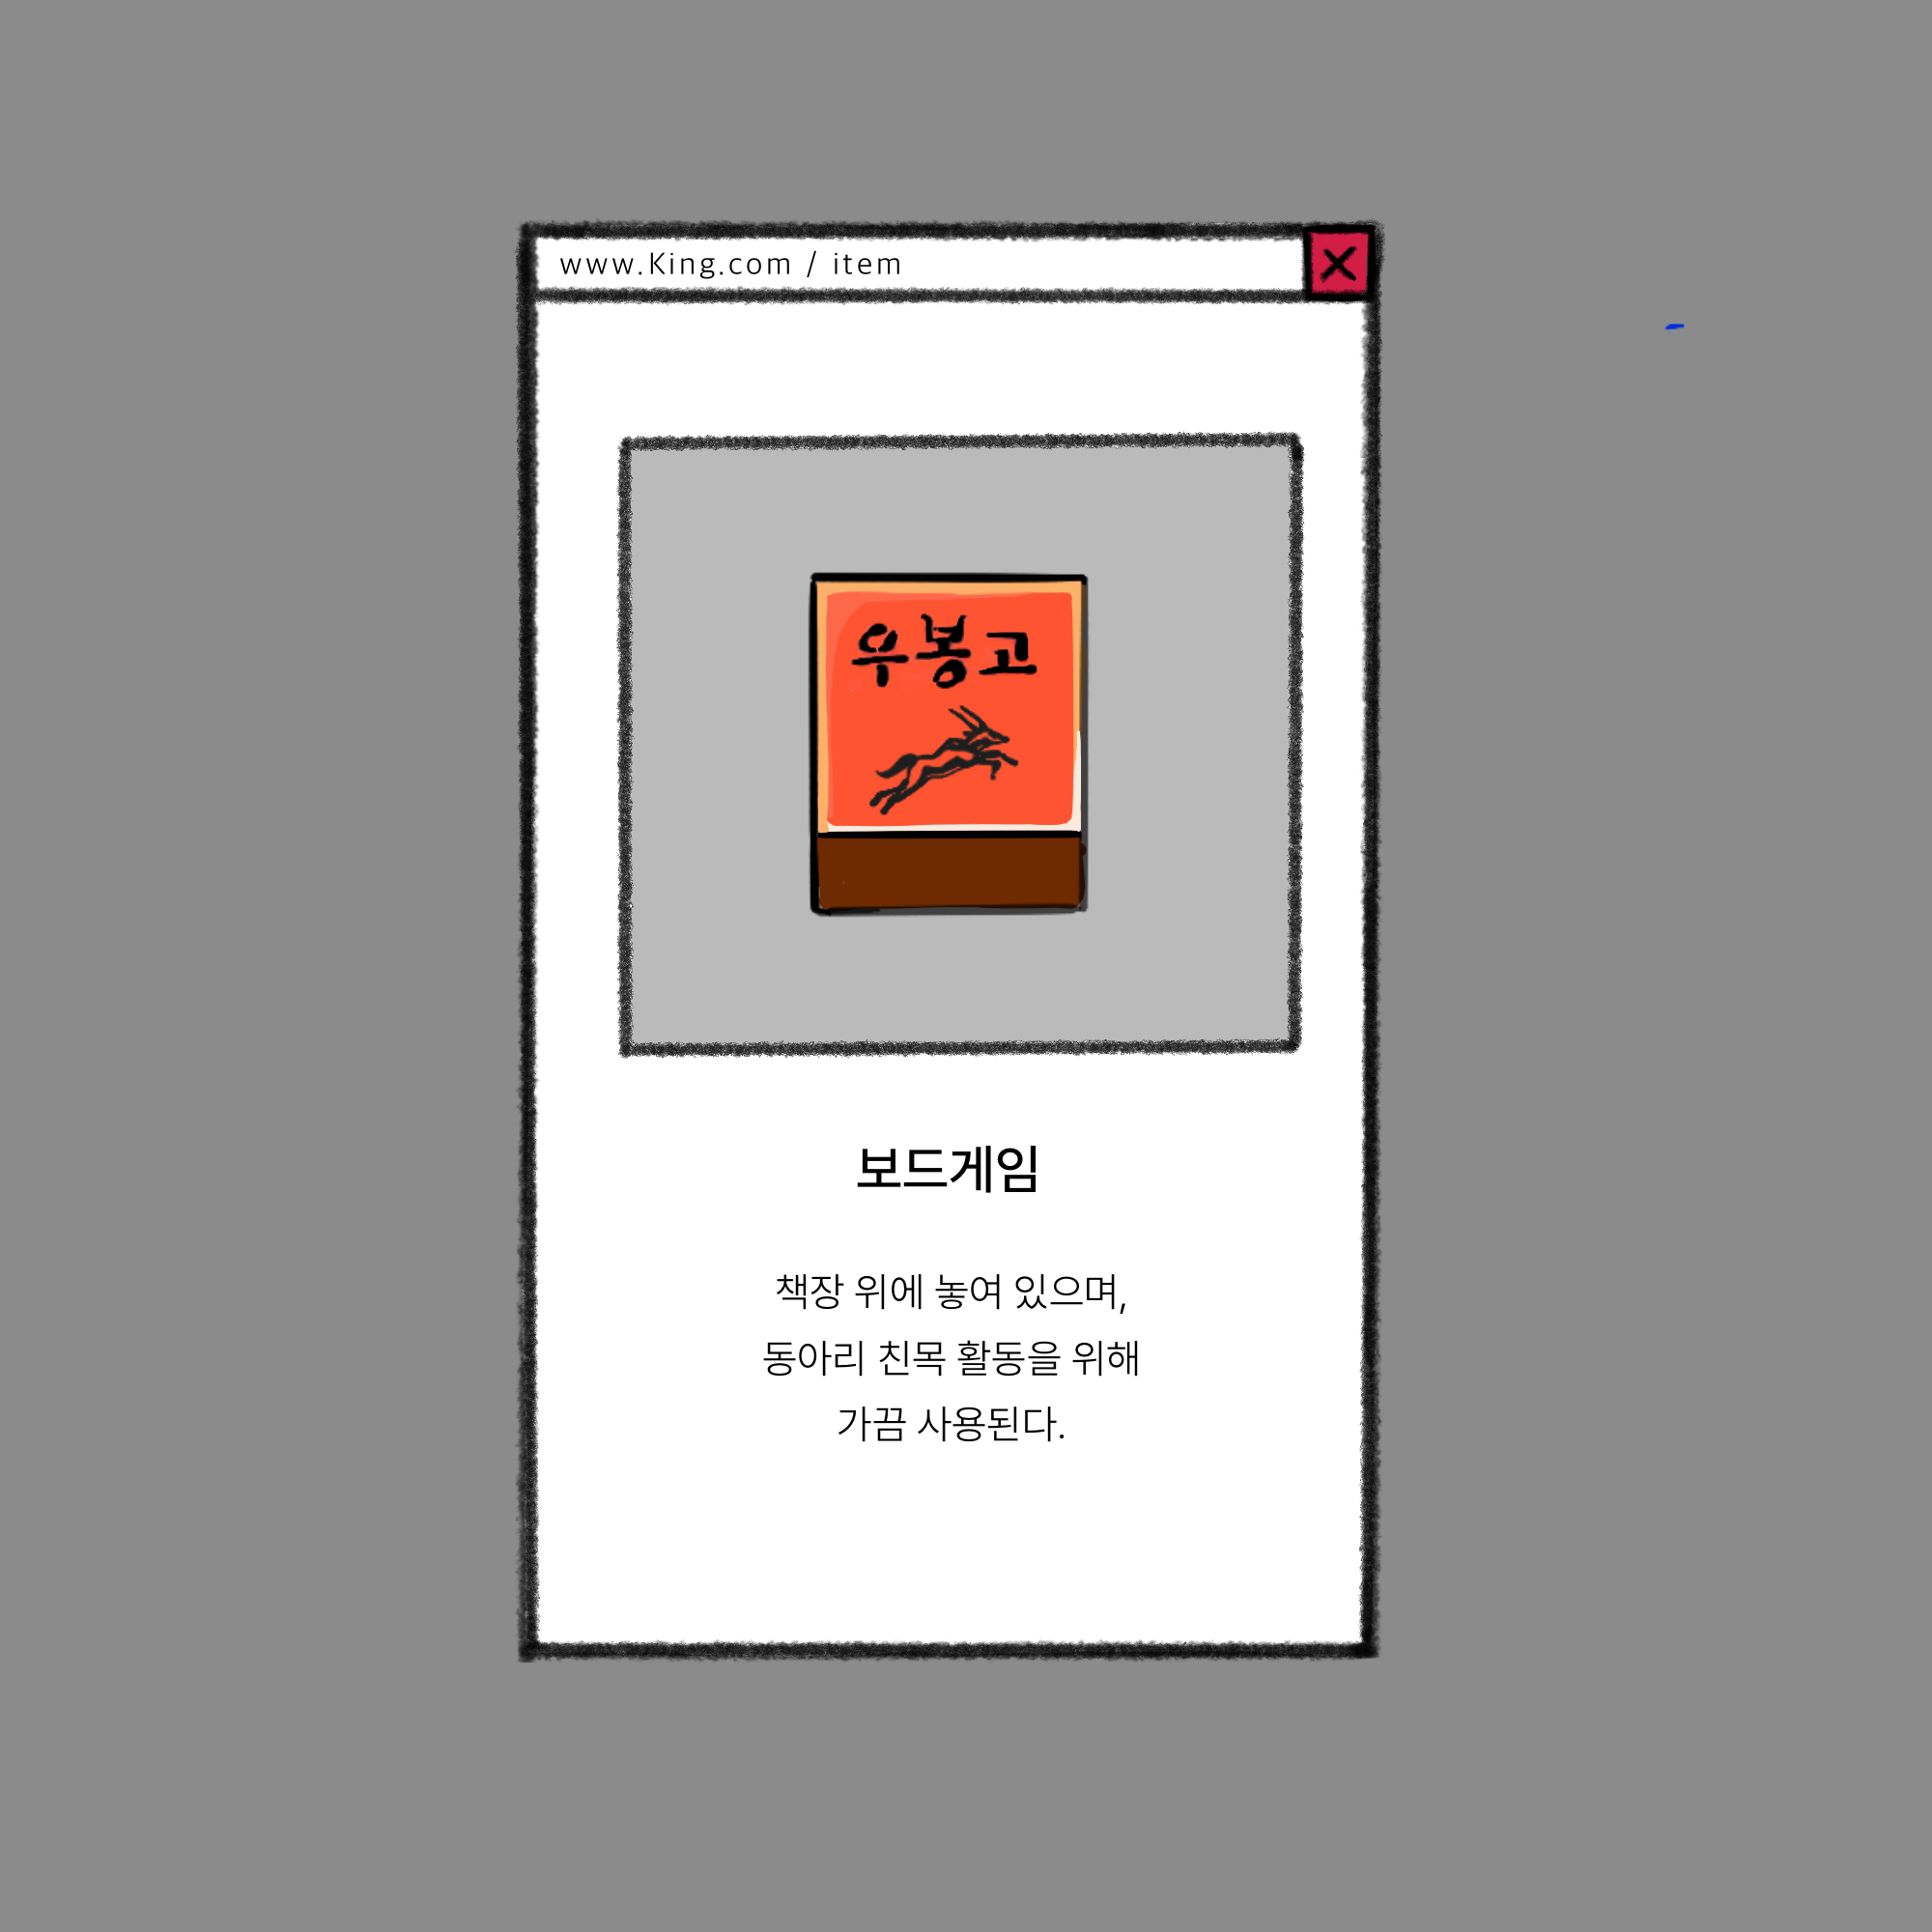 www.King.com / item
우봉고
보드게임
책장 위에 놓여 있으며,
동아리 친목 활동을 위해
가끔 사용된다.